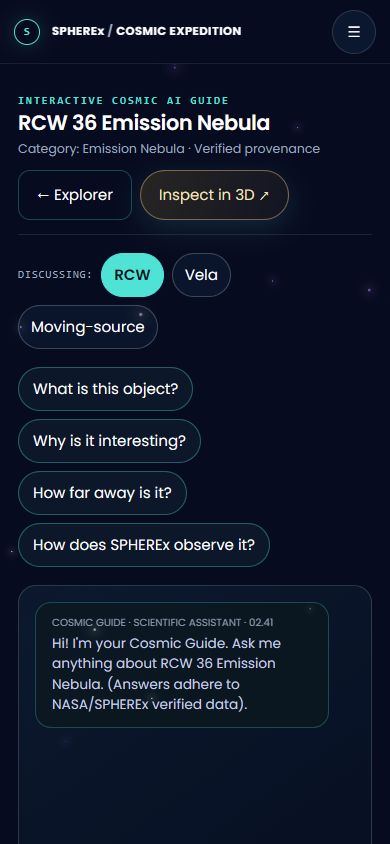 S SPHEREx / COSMIC EXPEDITION
INTERACTIVE COSMIC AI GUIDE
RCW 36 Emission Nebula
Category: Emission Nebula · Verified provenance
← Explorer
Inspect in 3D ↗
DISCUSSING:
RCW
Vela
Moving-source
What is this object?
Why is it interesting?
How far away is it?
How does SPHEREx observe it?
COSMIC GUIDE · SCIENTIFIC ASSISTANT · 02.41
Hi! I'm your Cosmic Guide. Ask me
anything about RCW 36 Emission
Nebula. (Answers adhere to
NASA/SPHEREx verified data).